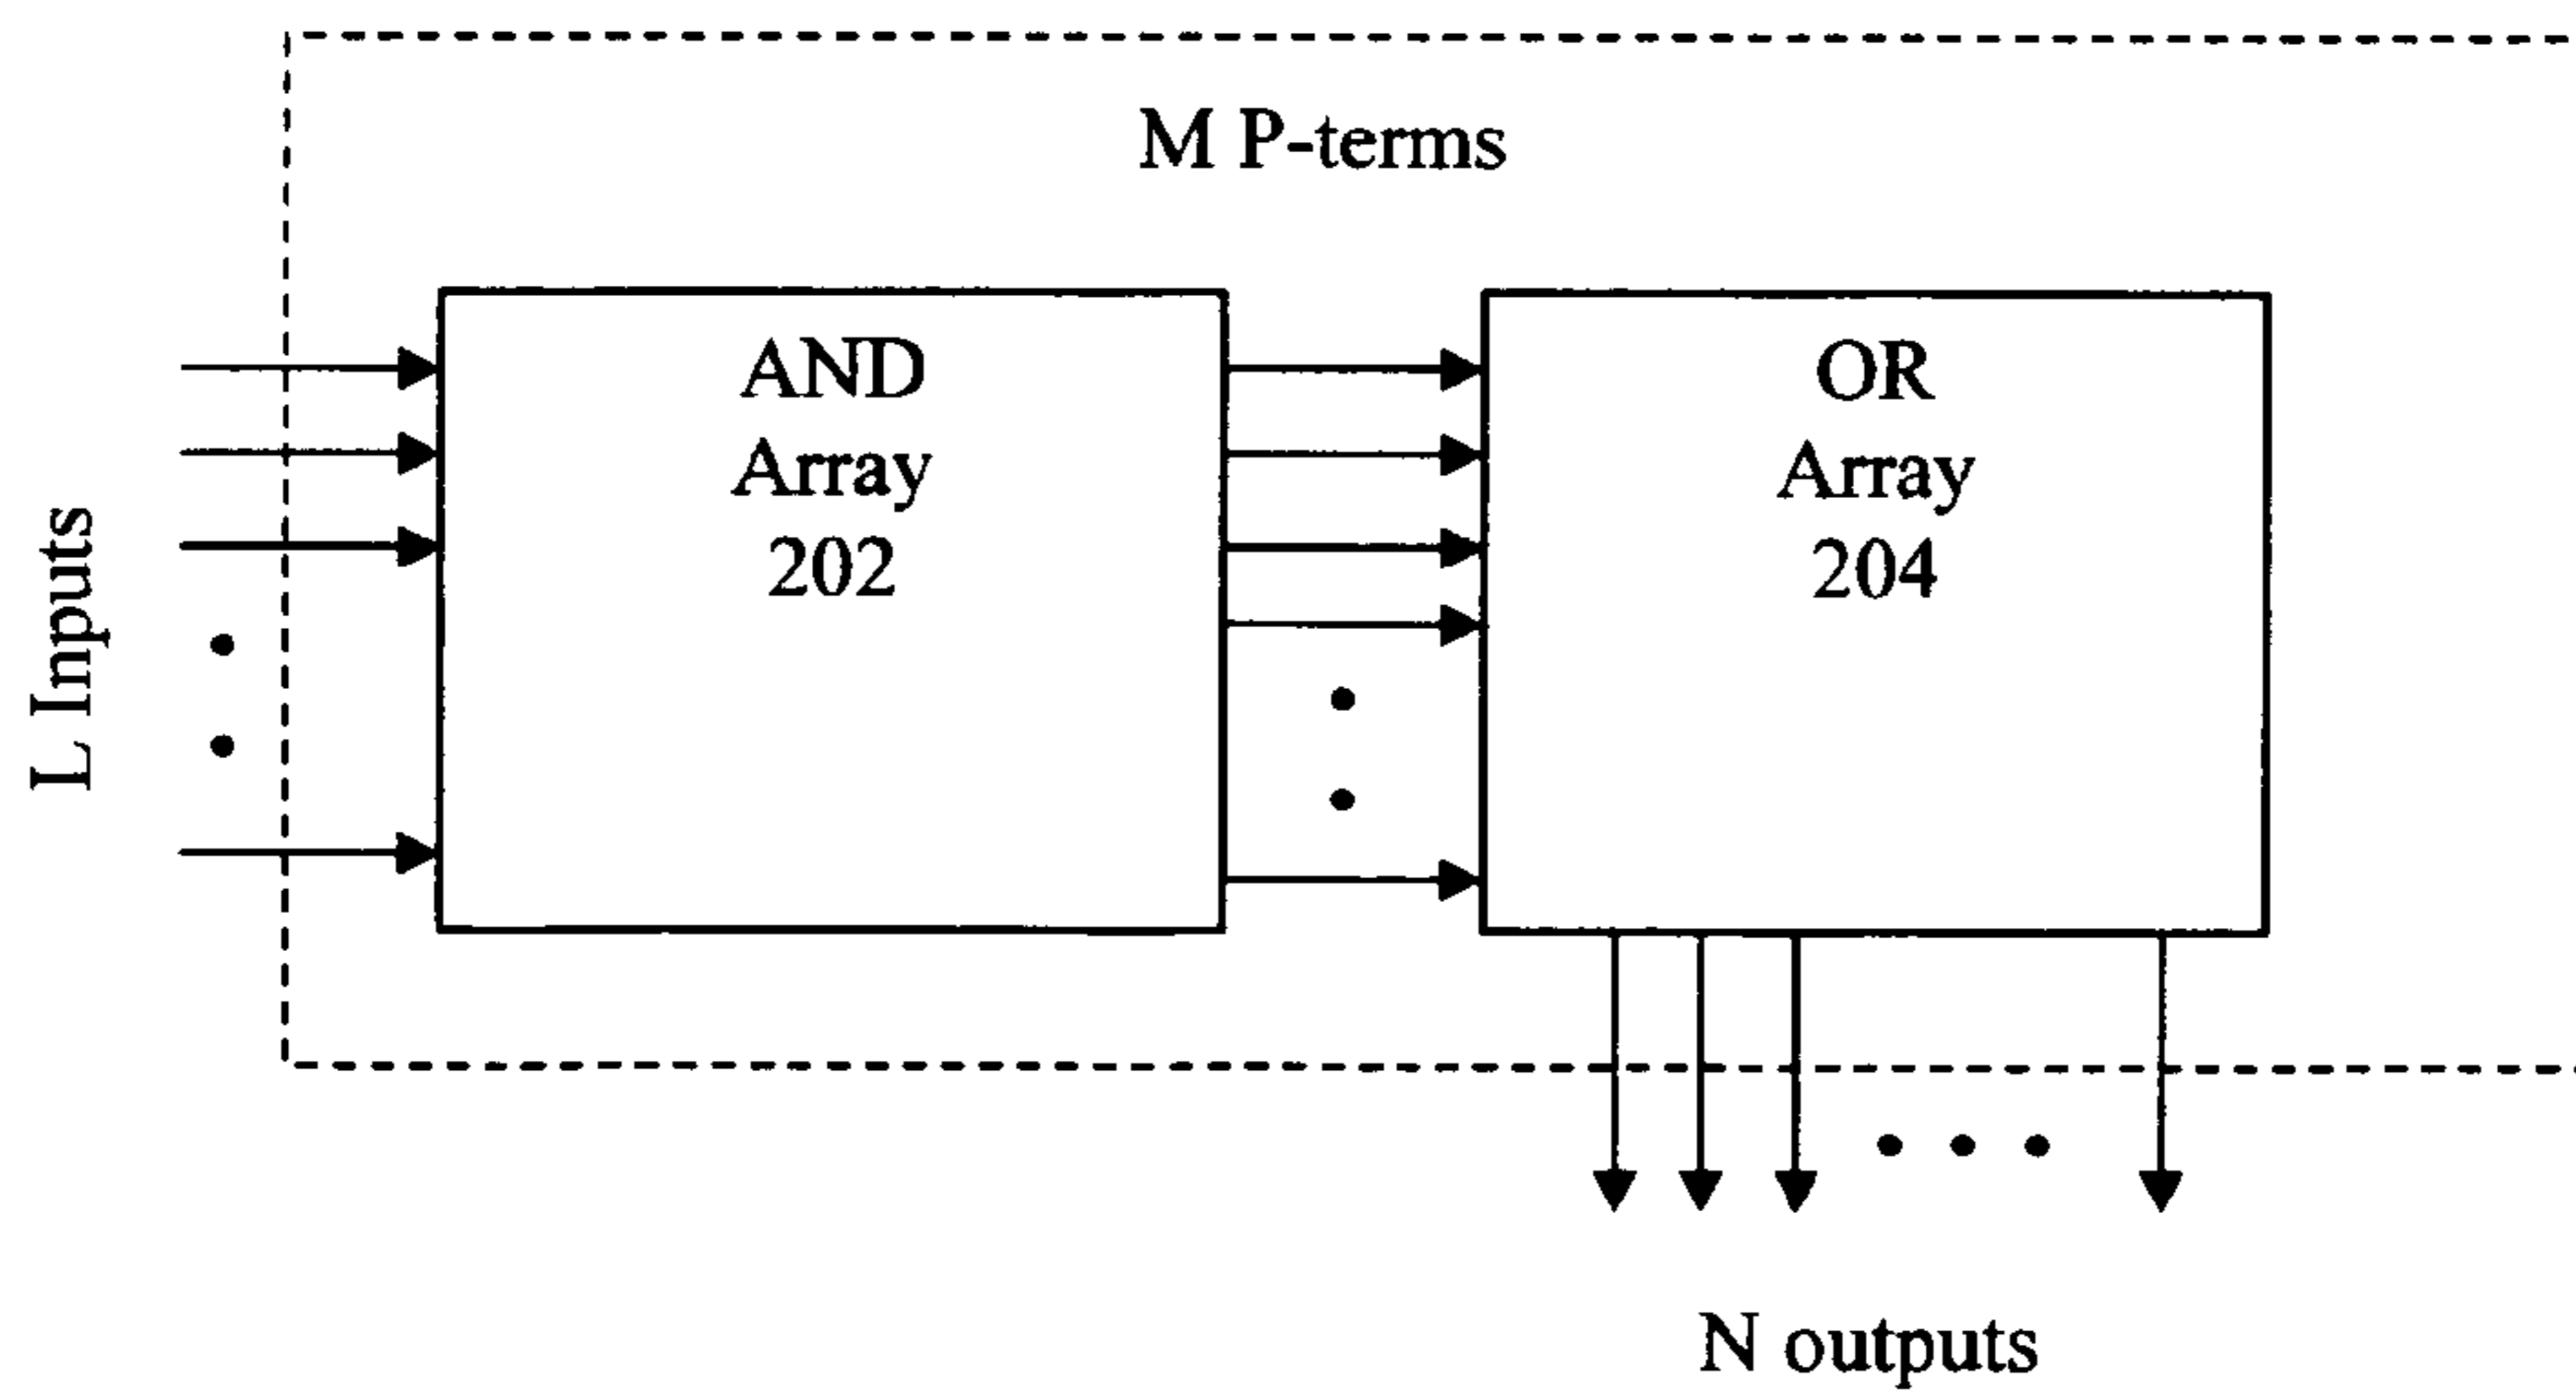 M P-terms
AND
Array
202
OR
Array
204
L Inputs
N outputs